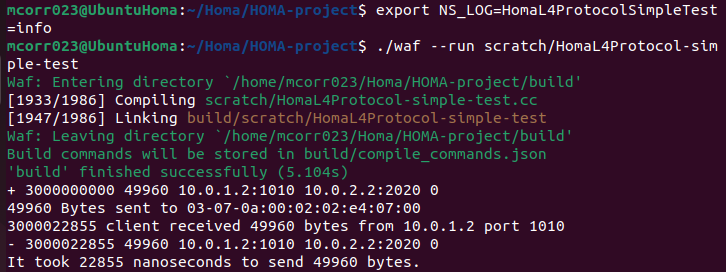 mcorr023@UbuntuHoma:~/Homa/HOMA-project$ export NS_LOG=HomaL4ProtocolSimpleTest
=info
mcorr023@UbuntuHoma:~/Homa/HOMA-project$ ./waf --run scratch/HomaL4Protocol-sim
ple-test
Waf: Entering directory `/home/mcorr023/Homa/HOMA-project/build'
[1933/1986] Compiling scratch/HomaL4Protocol-simple-test.cc
[1947/1986] Linking build/scratch/HomaL4Protocol-simple-test
Waf: Leaving directory `/home/mcorr023/Homa/HOMA-project/build'
Build commands will be stored in build/compile_commands.json
'build' finished successfully (5.104s)
+ 3000000000 49960 10.0.1.2:1010 10.0.2.2:2020 0
49960 Bytes sent to 03-07-0a:00:02:02:e4:07:00
3000022855 client received 49960 bytes from 10.0.1.2 port 1010
- 3000022855 49960 10.0.1.2:1010 10.0.2.2:2020 0
It took 22855 nanoseconds to send 49960 bytes.